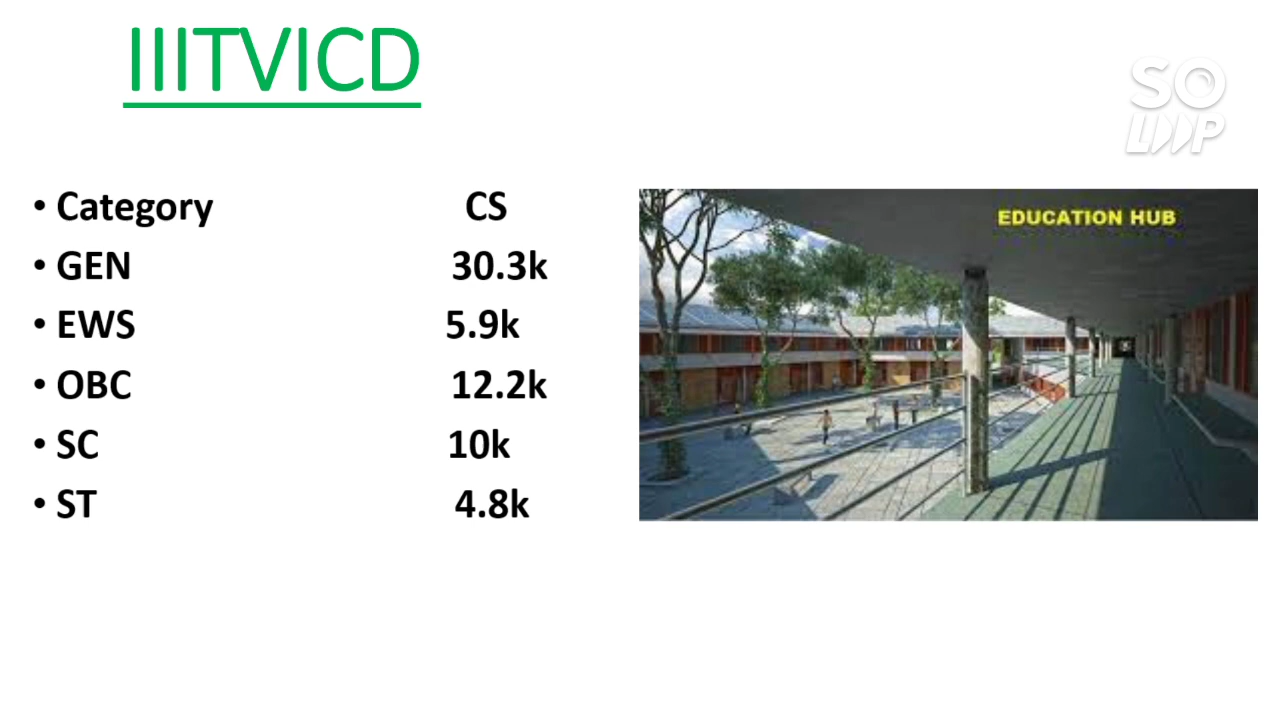 IIITVICD
SO
LOOP
• Category CS
• GEN 30.3k
• EWS 5.9k
• OBC 12.2k
• SC 10k
• ST 4.8k
EDUCATION HUB